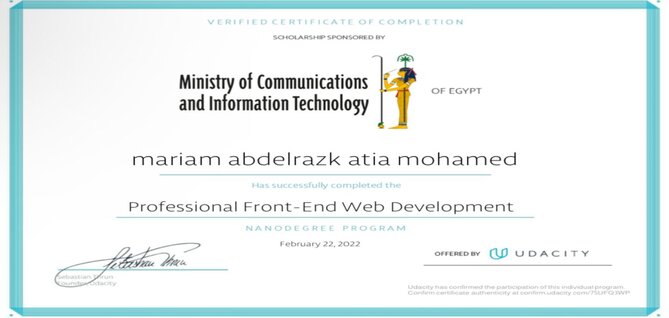 VERIFIED CERTIFICATE OF COMPLETION
SCHOLARSHIP SPONSORED BY
Ministry of Communications
and Information Technology
OF EGYPT
mariam abdelrazk atia mohamed
Has successfully completed the
Professional Front-End Web Development
NANODEGREE PROGRAM
February 22, 2022
Sebastian Thrun
Founder, Udacity
OFFERED BY UDACITY
Udacity has confirmed the participation of this individual program.
Confirm certificate authenticity at confirm.udacity.com/